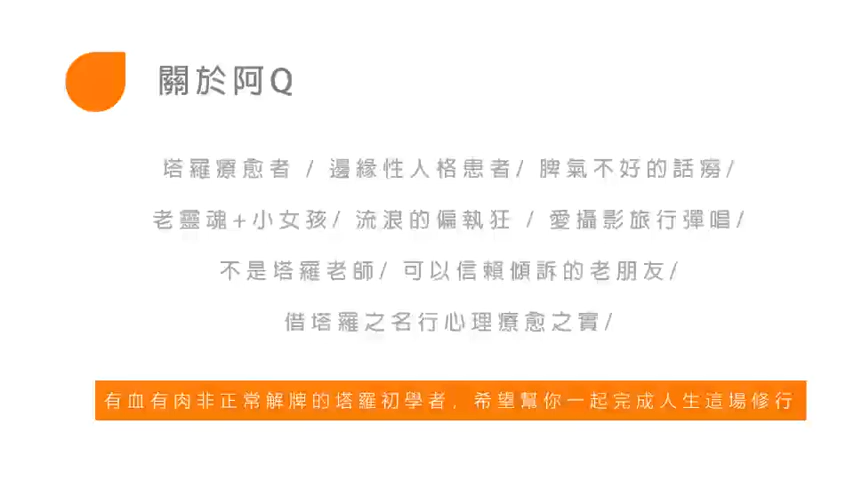 關於阿Q
塔羅療愈者 / 邊緣性人格患者/ 脾氣不好的話癆/
老靈魂+小女孩/ 流浪的偏執狂 / 愛攝影旅行彈唱/
不是塔羅老師/ 可以信賴傾訴的老朋友/
借塔羅之名行心理療愈之實/
有血有肉非正常解牌的塔羅初學者，希望幫你一起完成人生這場修行